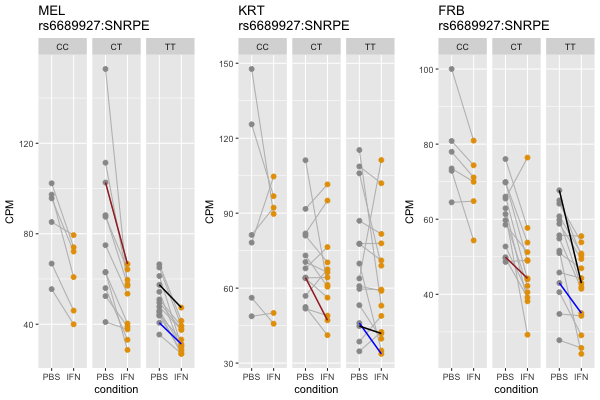 MEL
rs6689927:SNRPE
CC CT TT
CPM
120
80
40
PBS IFN PBS IFN PBS IFN
condition
KRT
rs6689927:SNRPE
CC CT TT
CPM
150
120
90
60
30
PBS IFN PBS IFN PBS IFN
condition
FRB
rs6689927:SNRPE
CC CT TT
CPM
100
80
60
40
PBS IFN PBS IFN PBS IFN
condition